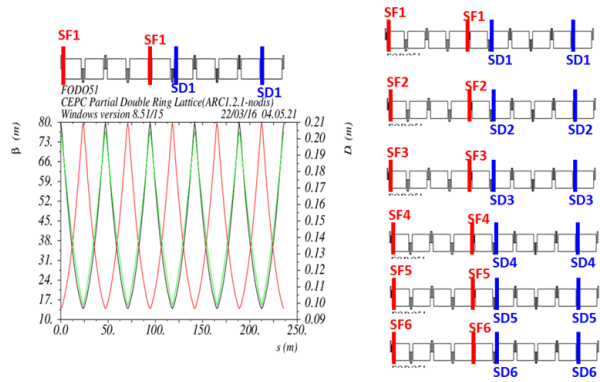 SF1 SF1
SD1 SD1
FODO51
CEPC Partial Double Ring Lattice(ARC1.2.1-nodis)
Windows version 8.51/15 22/03/16 04.05.21
β (m)
80.
73.
66.
59.
52.
45.
38.
31.
24.
17.
10.
0.0 50. 100. 150. 200. 250.
s (m)
D (m)
0.21
0.20
0.19
0.18
0.17
0.16
0.15
0.14
0.13
0.12
0.11
0.10
0.09
SF1 SF1
SD1 SD1
SF2 SF2
SD2 SD2
SF3 SF3
SD3 SD3
SF4 SF4
SD4 SD4
FODO51
SF5 SF5
SD5 SD5
FODO51
SF6 SF6
SD6 SD6
FODO51